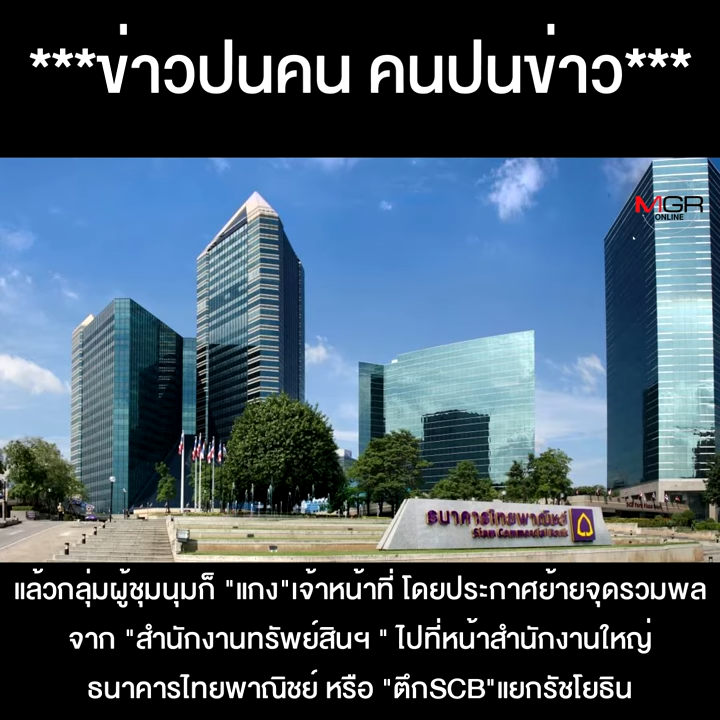 ***ข่าวปนคน คนปนข่าว***
MGR
ONLINE
ธนาคารไทยพาณิชย์
Siam Commercial Bank
แล้วกลุ่มผู้ชุมนุมก็ "แกง"เจ้าหน้าที่ โดยประกาศย้ายจุดรวมพล
จาก "สำนักงานทรัพย์สินฯ " ไปที่หน้าสำนักงานใหญ่
ธนาคารไทยพาณิชย์ หรือ "ตึกSCB"แยกรัชโยธิน